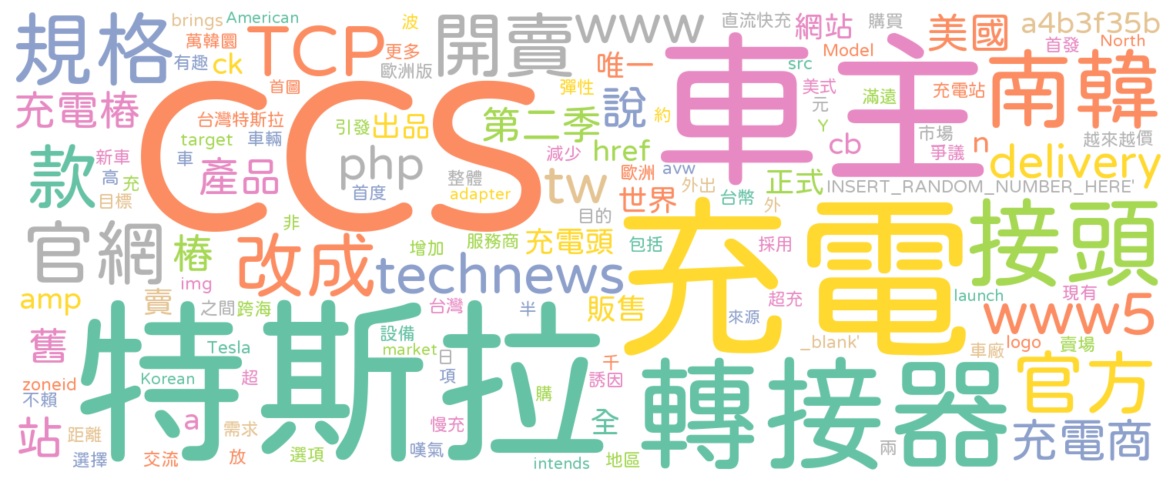 規格
brings
American
波
萬韓圜
有趣
ck
TCP
更多
歐洲版
首圖
開賣
www
彈性
唯一
直流快充
網站
src
購買
Model
美式
元
滿遠
Y
美國
a4b3f35b
首發
North
充電站
南韓
充電樁
台灣特斯拉
target
車輛
CCS
引發
出品
第二季
說
約
車主
減少
href
cb
市場
爭議
n
越來越價
款
新車
車
高
充
目標
產品
php
首度
整體
adapter
tw
歐洲
世界
avw
外出
台幣
外
正式
INSERT_RANDOM_NUMBER_HERE'
delivery
官網
樁
非
改成
增加
服務商
充電頭
目的
包括
充電
採用
接頭
amp
img
賣
之間
跨海
technews
台灣
半
販售
來源
超充
launch
現有
www5
舊
zoneid
不賴
Tesla
Korean
超
特斯拉
設備
market
日
項
千
誘因
購
_blank'
車廠
logo
賣場
官方
站
距離
選擇
a
交流
需求
放
選項
慢充
嘆氣
全
intends
地區
轉接器
兩
充電商